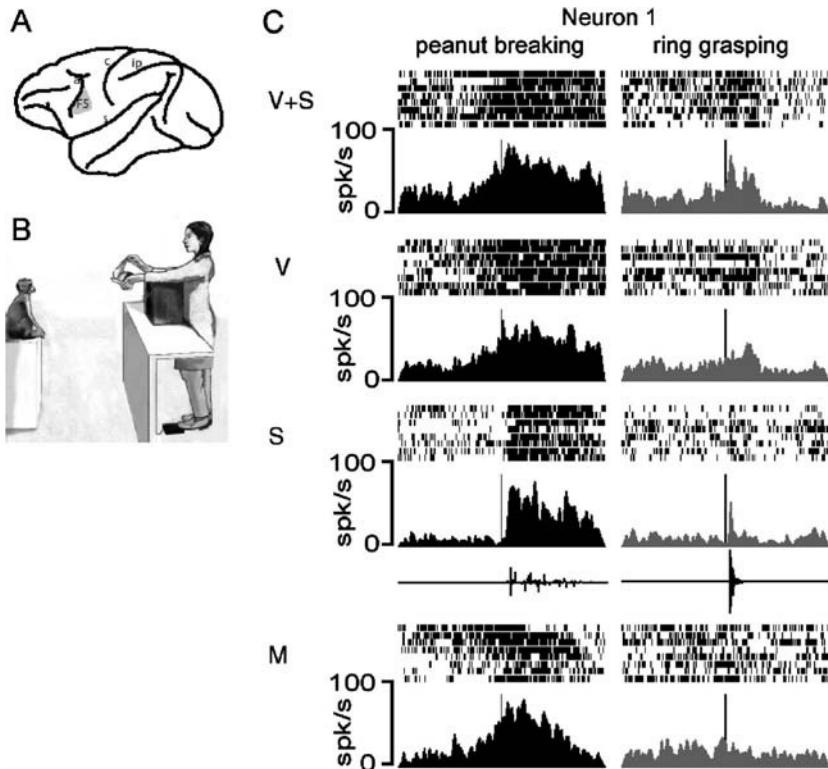 A
c
ip
a
F5
s
B
C
Neuron 1
peanut breaking
ring grasping
V+S
100
spk/s
0
V
100
spk/s
0
S
100
spk/s
0
M
100
spk/s
0